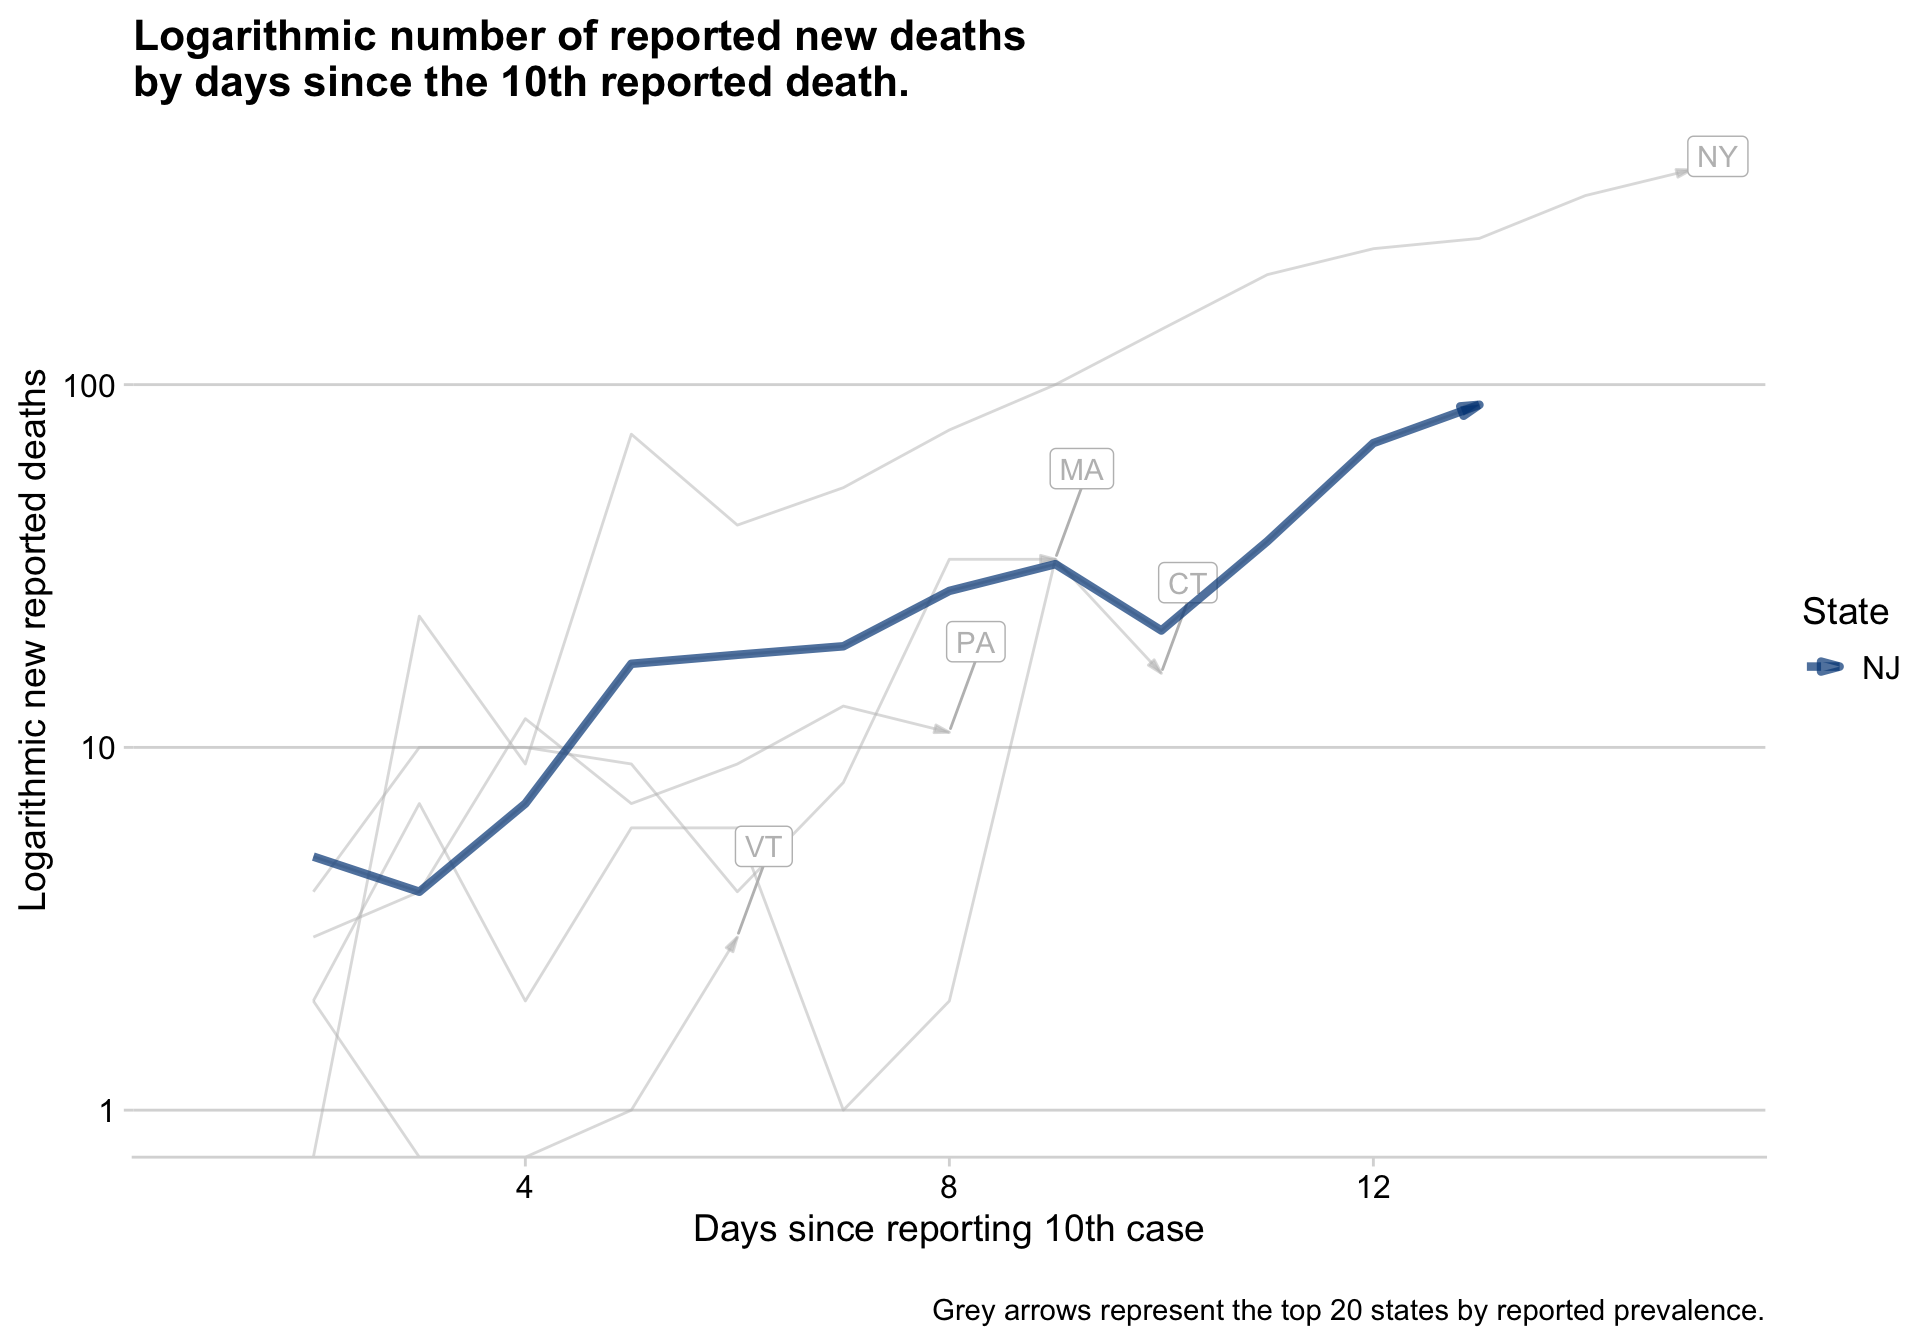 Logarithmic number of reported new deaths
by days since the 10th reported death.
NY
100
MA
CT
PA
10
VT
1
Logarithmic new reported deaths
State
NJ
4 8 12
Days since reporting 10th case
Grey arrows represent the top 20 states by reported prevalence.